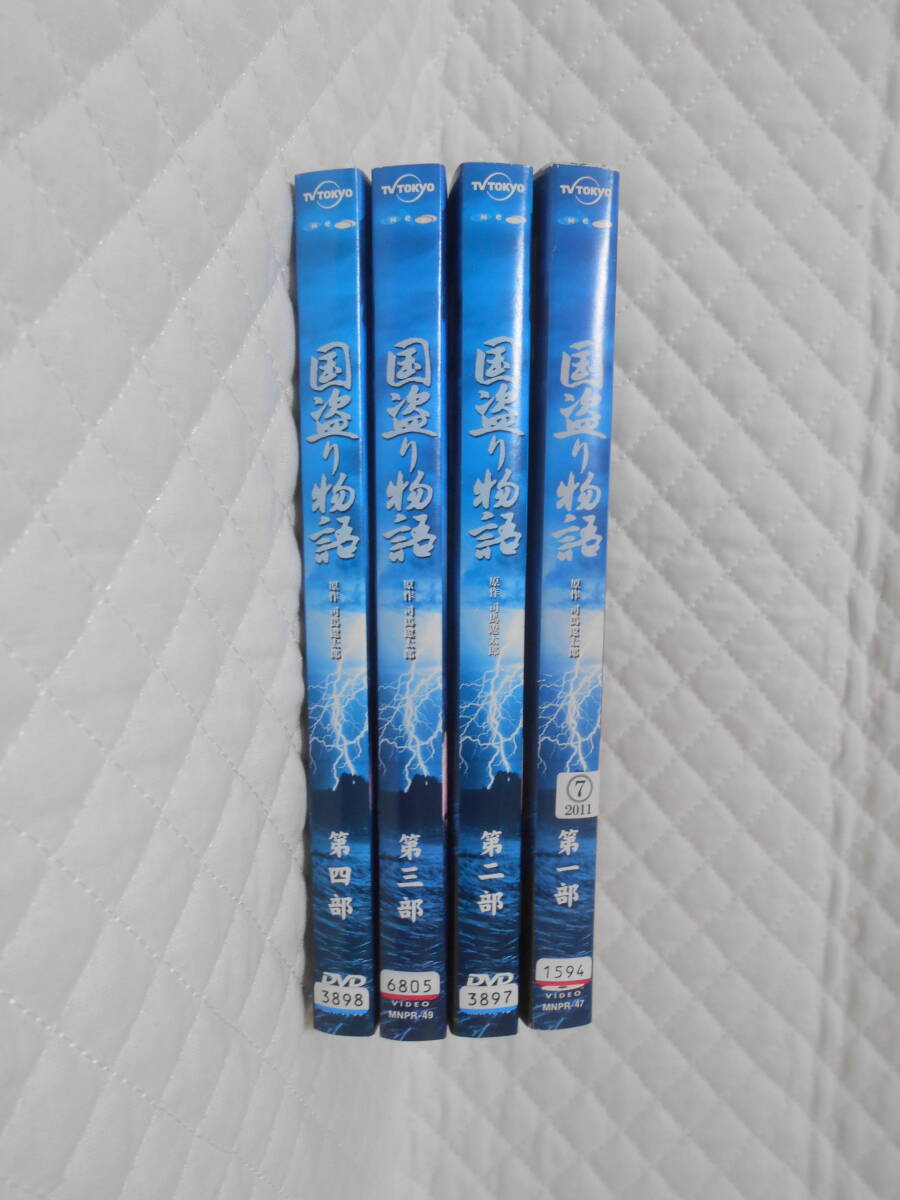 TV TOKYO
国盗り物語
原作 司馬遼太郎
第四部
DVD
3898
TV TOKYO
国盗り物語
原作 司馬遼太郎
第三部
6805
VIDEO
MNPR-49
TV TOKYO
国盗り物語
原作 司馬遼太郎
第二部
DVD
3897
TV TOKYO
国盗り物語
原作 司馬遼太郎
7
2011
第一部
1594
VIDEO
MNPR-47